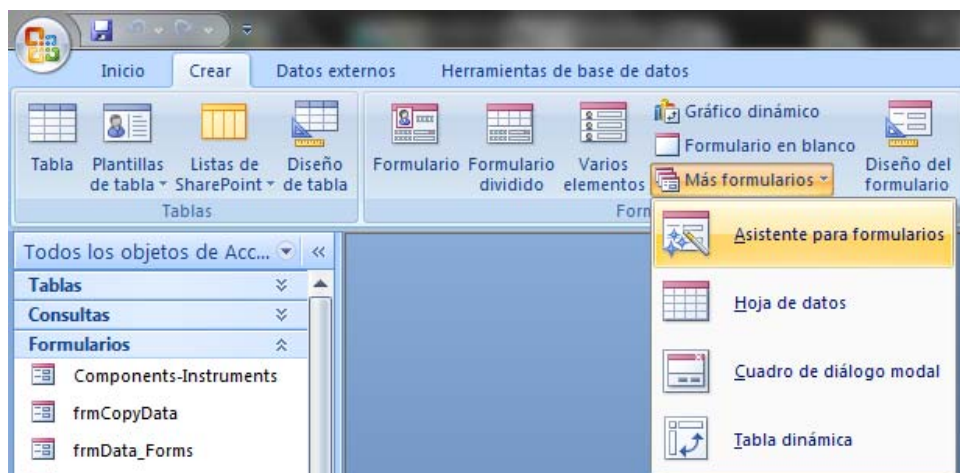 Inicio Crear Datos externos Herramientas de base de datos
Tabla
Plantillas
de tabla
Listas de
SharePoint
Diseño
de tabla
Tablas
Formulario
Formulario
dividido
Varios
elementos
Gráfico dinámico
Formulario en blanco
Más formularios
Diseño del
formulario
Form
Asistente para formularios
Hoja de datos
Cuadro de diálogo modal
Tabla dinámica
Todos los objetos de Acc...
Tablas
Consultas
Formularios
Components-Instruments
frmCopyData
frmData_Forms